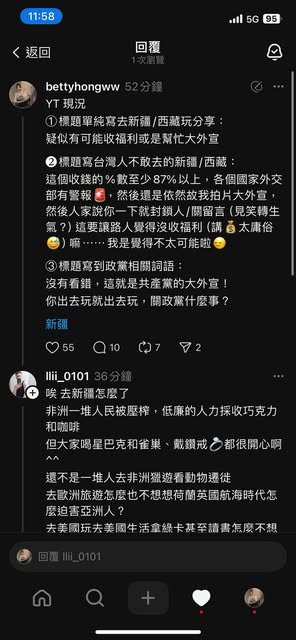 11:58
5G 95
返回
回覆
1次瀏覽
bettyhongww 52分鐘
YT 現況
①標題單純寫去新疆/西藏玩分享：
疑似有可能收福利或是幫忙大外宣
❷標題寫台灣人不敢去的新疆/西藏：
這個收錢的%數至少87%以上，各個國家外交
部有警報🚨，然後還是依然故我拍片大外宣，
然後人家說你一下就封鎖人/關留言 (見笑轉生
氣？) 這要讓路人覺得沒收福利 (講💰太庸俗
😅) 嘛⋯⋯我是覺得不太可能啦😏
③標題寫到政黨相關詞語：
沒有看錯，這就是共產黨的大外宣！
你出去玩就出去玩，關政黨什麼事？
新疆
55 10 7 2
llii_0101 36分鐘
唉 去新疆怎麼了
非洲一堆人民被壓榨，低廉的人力採收巧克力
和咖啡
但大家喝星巴克和雀巢、戴鑽戒💍都很開心啊
^^
還不是一堆人去非洲獵遊看動物遷徙
去歐洲旅遊怎麼也不想想荷蘭英國航海時代怎
麼迫害亞洲人？
去美國玩去美國生活拿綠卡甚至讀書怎麼不想
回覆 llii_0101